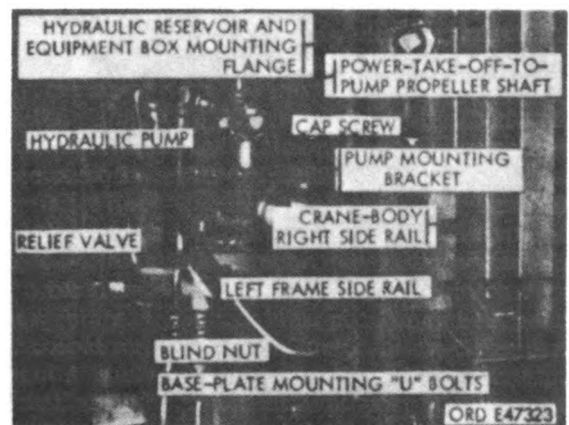 HYDRAULIC RESERVOIR AND
EQUIPMENT BOX MOUNTING
FLANGE
POWER-TAKE-OFF-TO-
PUMP PROPELLER SHAFT
HYDRAULIC PUMP
CAP SCREW
PUMP MOUNTING
BRACKET
CRANE-BODY
RIGHT SIDE RAIL
RELIEF VALVE
LEFT FRAME SIDE RAIL
BLIND NUT
BASE-PLATE MOUNTING "U" BOLTS
ORD E47323